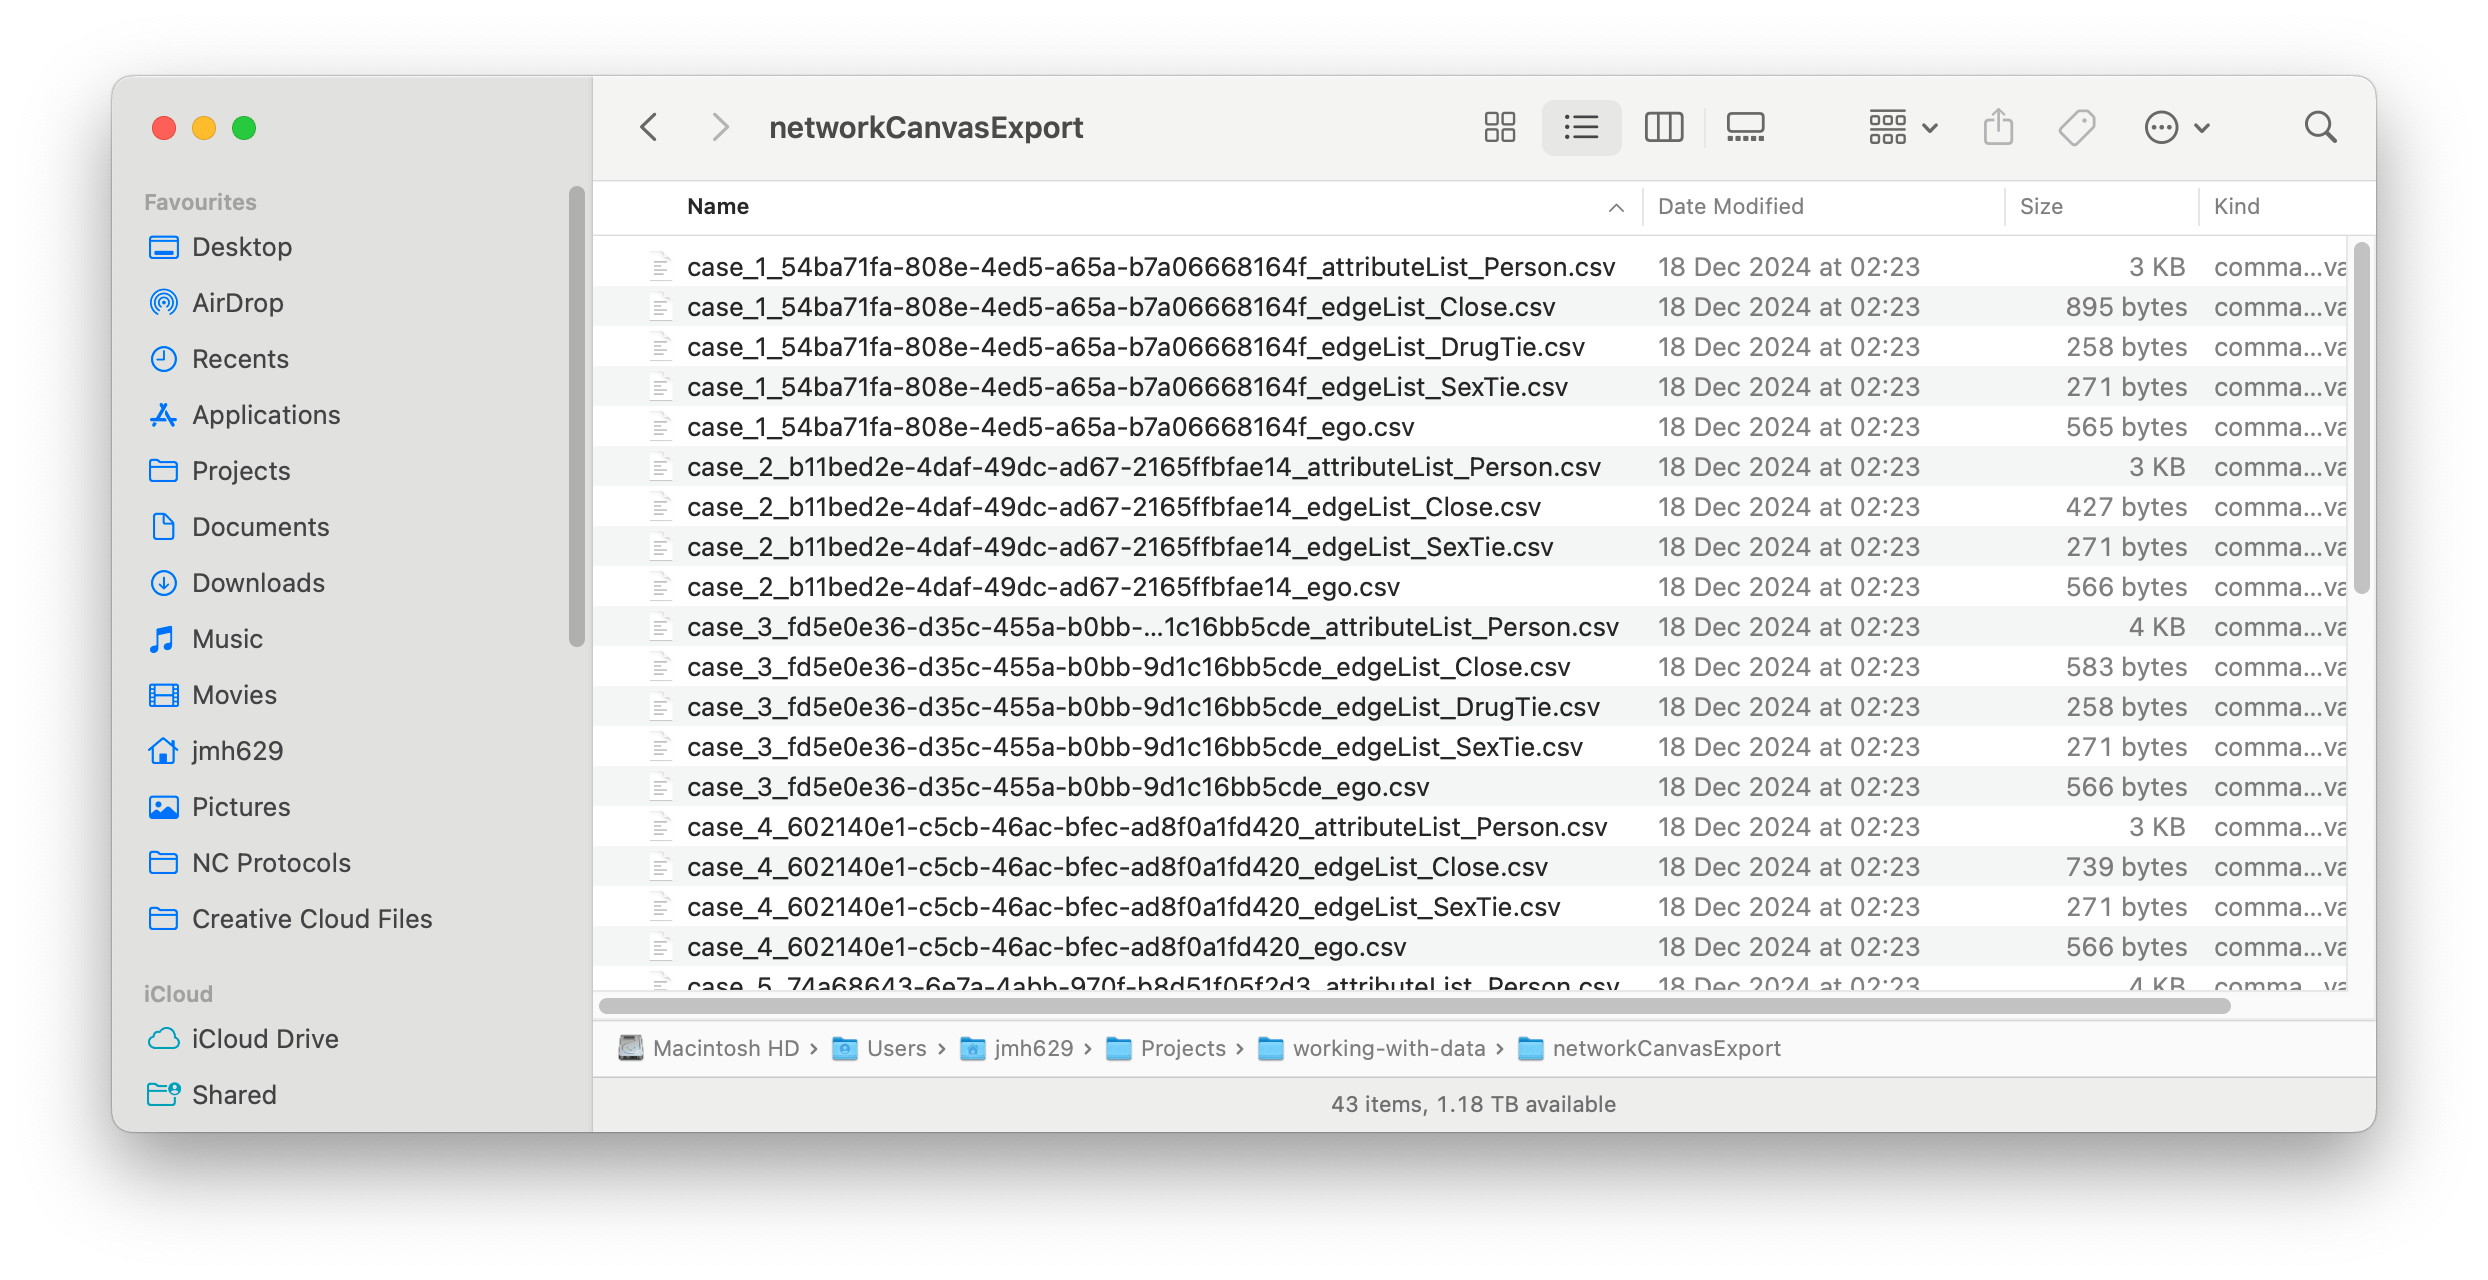 networkCanvasExport
Favourites
Desktop
AirDrop
Recents
Applications
Projects
Documents
Downloads
Music
Movies
jmh629
Pictures
NC Protocols
Creative Cloud Files
iCloud
iCloud Drive
Shared
Name Date Modified Size Kind
case_1_54ba71fa-808e-4ed5-a65a-b7a06668164f_attributeList_Person.csv 18 Dec 2024 at 02:23 3 KB comma...va
case_1_54ba71fa-808e-4ed5-a65a-b7a06668164f_edgeList_Close.csv 18 Dec 2024 at 02:23 895 bytes comma...va
case_1_54ba71fa-808e-4ed5-a65a-b7a06668164f_edgeList_DrugTie.csv 18 Dec 2024 at 02:23 258 bytes comma...va
case_1_54ba71fa-808e-4ed5-a65a-b7a06668164f_edgeList_SexTie.csv 18 Dec 2024 at 02:23 271 bytes comma...va
case_1_54ba71fa-808e-4ed5-a65a-b7a06668164f_ego.csv 18 Dec 2024 at 02:23 565 bytes comma...va
case_2_b11bed2e-4daf-49dc-ad67-2165ffbfae14_attributeList_Person.csv 18 Dec 2024 at 02:23 3 KB comma...va
case_2_b11bed2e-4daf-49dc-ad67-2165ffbfae14_edgeList_Close.csv 18 Dec 2024 at 02:23 427 bytes comma...va
case_2_b11bed2e-4daf-49dc-ad67-2165ffbfae14_edgeList_SexTie.csv 18 Dec 2024 at 02:23 271 bytes comma...va
case_2_b11bed2e-4daf-49dc-ad67-2165ffbfae14_ego.csv 18 Dec 2024 at 02:23 566 bytes comma...va
case_3_fd5e0e36-d35c-455a-b0bb-...1c16bb5cde_attributeList_Person.csv 18 Dec 2024 at 02:23 4 KB comma...va
case_3_fd5e0e36-d35c-455a-b0bb-9d1c16bb5cde_edgeList_Close.csv 18 Dec 2024 at 02:23 583 bytes comma...va
case_3_fd5e0e36-d35c-455a-b0bb-9d1c16bb5cde_edgeList_DrugTie.csv 18 Dec 2024 at 02:23 258 bytes comma...va
case_3_fd5e0e36-d35c-455a-b0bb-9d1c16bb5cde_edgeList_SexTie.csv 18 Dec 2024 at 02:23 271 bytes comma...va
case_3_fd5e0e36-d35c-455a-b0bb-9d1c16bb5cde_ego.csv 18 Dec 2024 at 02:23 566 bytes comma...va
case_4_602140e1-c5cb-46ac-bfec-ad8f0a1fd420_attributeList_Person.csv 18 Dec 2024 at 02:23 3 KB comma...va
case_4_602140e1-c5cb-46ac-bfec-ad8f0a1fd420_edgeList_Close.csv 18 Dec 2024 at 02:23 739 bytes comma...va
case_4_602140e1-c5cb-46ac-bfec-ad8f0a1fd420_edgeList_SexTie.csv 18 Dec 2024 at 02:23 271 bytes comma...va
case_4_602140e1-c5cb-46ac-bfec-ad8f0a1fd420_ego.csv 18 Dec 2024 at 02:23 566 bytes comma...va
case_5_74a68643-6e7a-4abb-970f-b8d51f05f2d3_attributeList_Person.csv 18 Dec 2024 at 02:23 4 KB comma...va
Macintosh HD › Users › jmh629 › Projects › working-with-data › networkCanvasExport
43 items, 1.18 TB available